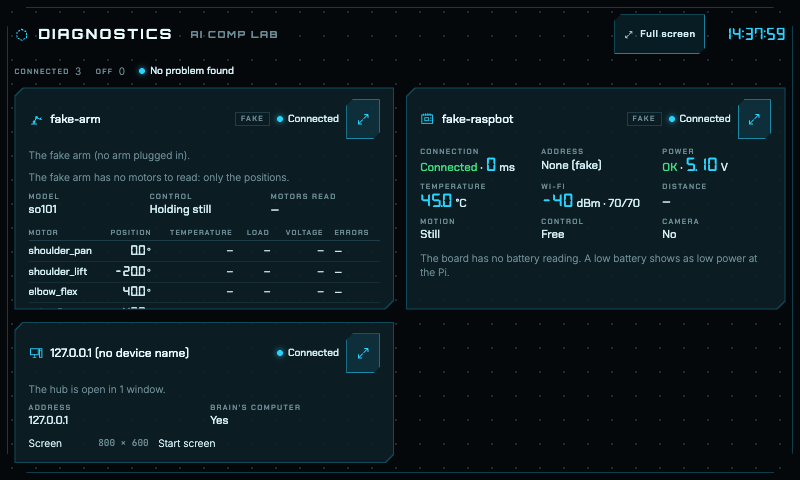 DIAGNOSTICS AI COMP LAB
Full screen
14:37:59
CONNECTED 3 OFF 0 No problem found
fake-arm FAKE Connected
The fake arm (no arm plugged in).
The fake arm has no motors to read: only the positions.
MODEL CONTROL MOTORS READ
so101 Holding still –
MOTOR POSITION TEMPERATURE LOAD VOLTAGE ERRORS
shoulder_pan 0.0° – – – –
shoulder_lift -20.0° – – – –
elbow_flex 40.0° – – – –
fake-raspbot FAKE Connected
CONNECTION ADDRESS POWER
Connected · 0 ms None (fake) OK · 5.10 V
TEMPERATURE WI-FI DISTANCE
45.0 °C -40 dBm · 70/70 –
MOTION CONTROL CAMERA
Still Free No
The board has no battery reading. A low battery shows as low power at
the Pi.
127.0.0.1 (no device name) Connected
The hub is open in 1 window.
ADDRESS BRAIN'S COMPUTER
127.0.0.1 Yes
Screen 800 × 600 Start screen